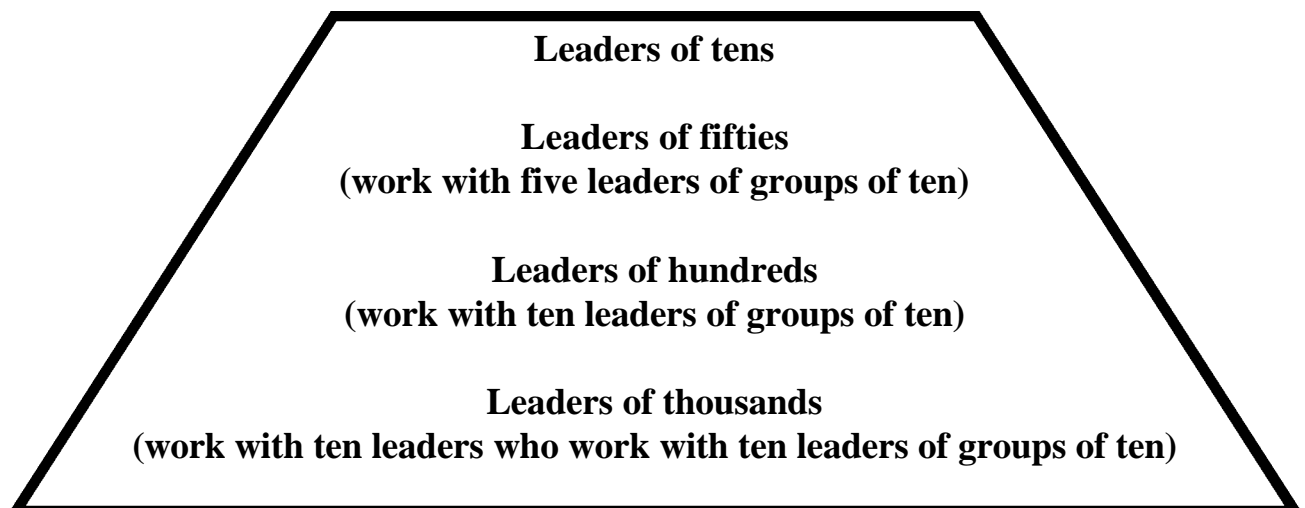 Leaders of tens
Leaders of fifties
(work with five leaders of groups of ten)
Leaders of hundreds
(work with ten leaders of groups of ten)
Leaders of thousands
(work with ten leaders who work with ten leaders of groups of ten)